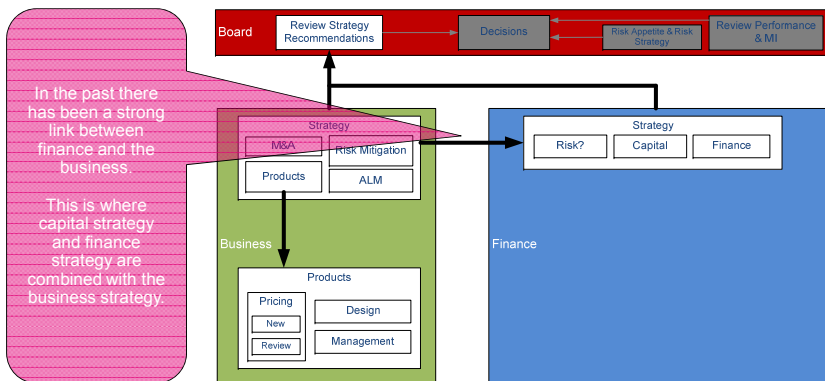 Board
Review Strategy
Recommendations
Decisions
Risk Appetite & Risk
Strategy
Review Performance
& MI
In the past there
has been a strong
link between
finance and the
business.
This is where
capital strategy
and finance
strategy are
combined with the
business strategy.
Business
Strategy
M&A
Risk Mitigation
Products
ALM
Products
Pricing
New
Review
Design
Management
Finance
Strategy
Risk?
Capital
Finance